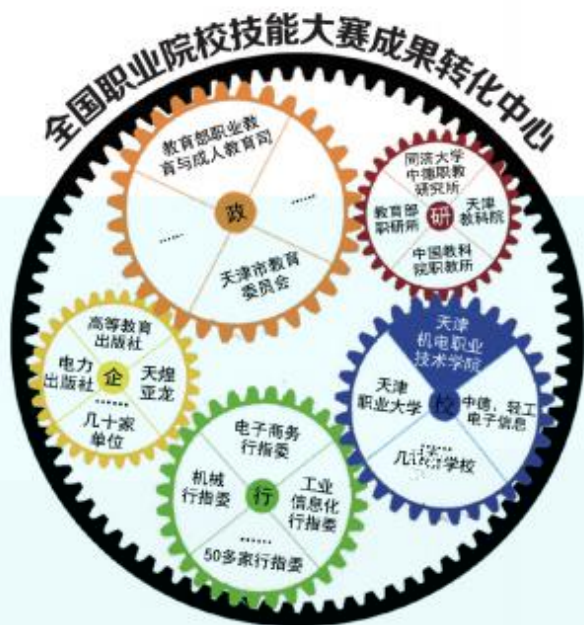 全国职业院校技能大赛成果转化中心
教育部职业教
育与成人教育司
......
政
......
天津市教育
委员会
同济大学
中德职教
研究所
教育部
职研所
研
天津
教科院
中国教科
院职教所
高等教育
出版社
电力
出版社
企
天煌
亚龙
......
几十家
单位
天津
机电职业
技术学院
天津
职业大学
校
中德、轻工
电子信息
......
学校
电子商务
行指委
机械
行指委
行
工业
信息化
行指委
......
50多家行指委